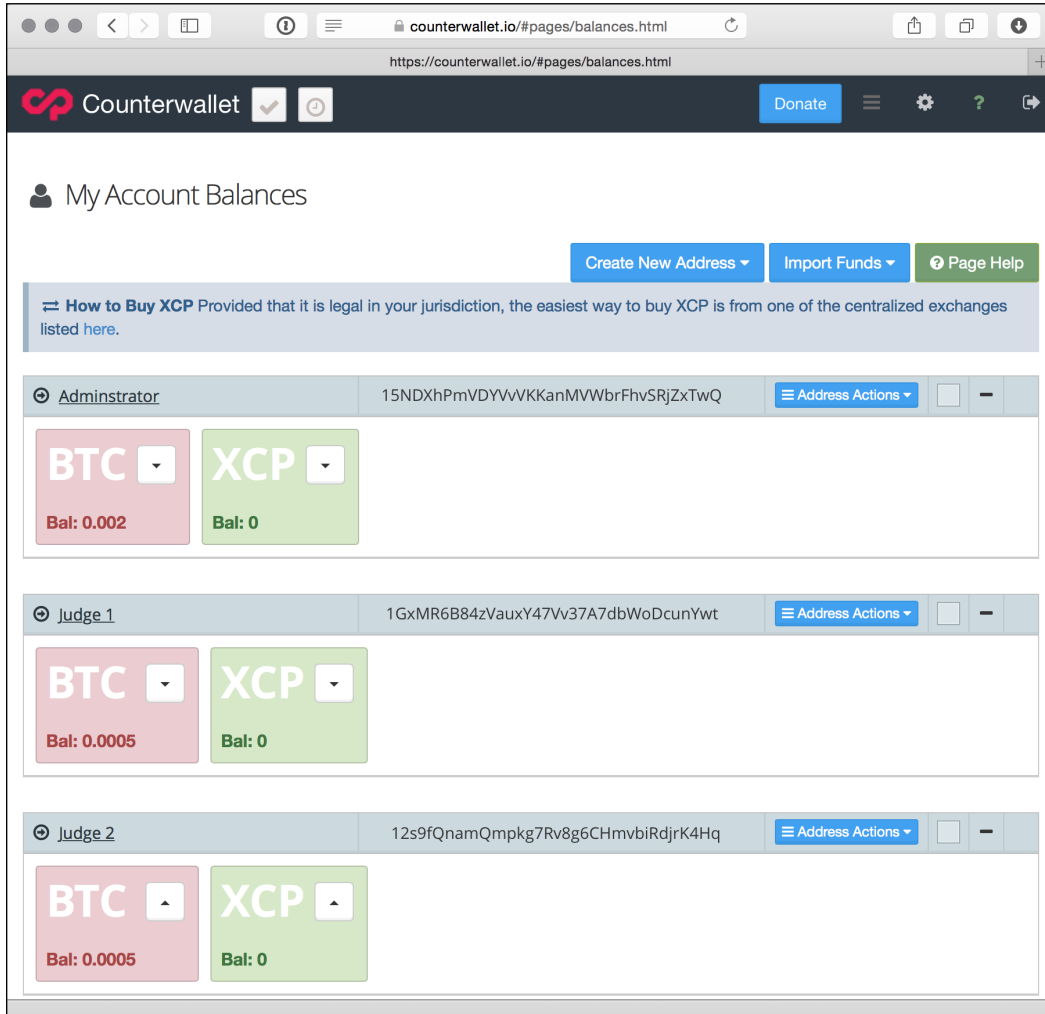 counterwallet.io/#pages/balances.html
https://counterwallet.io/#pages/balances.html
Counterwallet Donate ?
My Account Balances
Create New Address Import Funds Page Help
How to Buy XCP Provided that it is legal in your jurisdiction, the easiest way to buy XCP is from one of the centralized exchanges
listed here.
Adminstrator 15NDXhPmVDYVvVKKanMVWbrFhvSRjZxTwQ Address Actions
BTC XCP
Bal: 0.002 Bal: 0
Judge 1 1GxMR6B84zVauxY47Vv37A7dbWoDcunYwt Address Actions
BTC XCP
Bal: 0.0005 Bal: 0
Judge 2 12s9fQnamQmpkg7Rv8g6CHmvbiRdjrK4Hq Address Actions
BTC XCP
Bal: 0.0005 Bal: 0